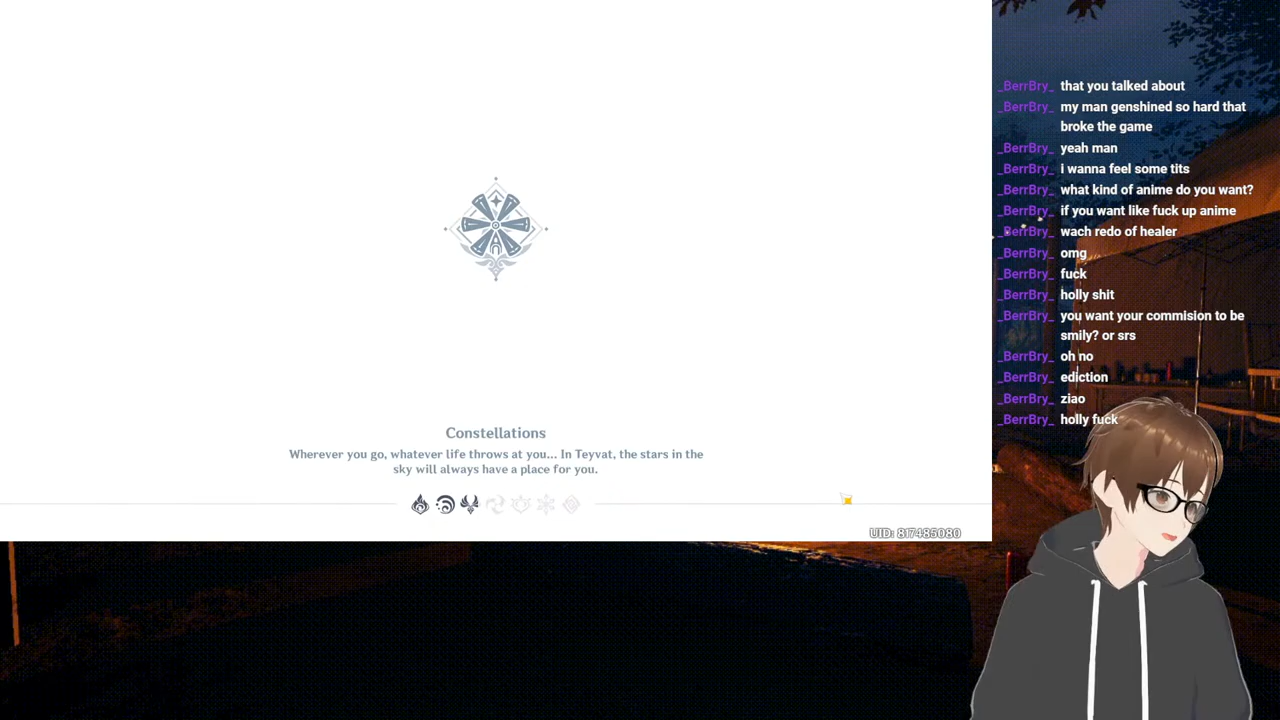 _BerrBry_ that you talked about
_BerrBry_ my man genshined so hard that
broke the game
_BerrBry_ yeah man
_BerrBry_ i wanna feel some tits
_BerrBry_ what kind of anime do you want?
_BerrBry_ if you want like fuck up anime
_BerrBry_ wach redo of healer
_BerrBry_ omg
_BerrBry_ fuck
_BerrBry_ holly shit
_BerrBry_ you want your commision to be
smily? or srs
_BerrBry_ oh no
_BerrBry_ ediction
_BerrBry_ ziao
_BerrBry_ holly fuck
Constellations
Wherever you go, whatever life throws at you... In Teyvat, the stars in the
sky will always have a place for you.
UID: 817485080